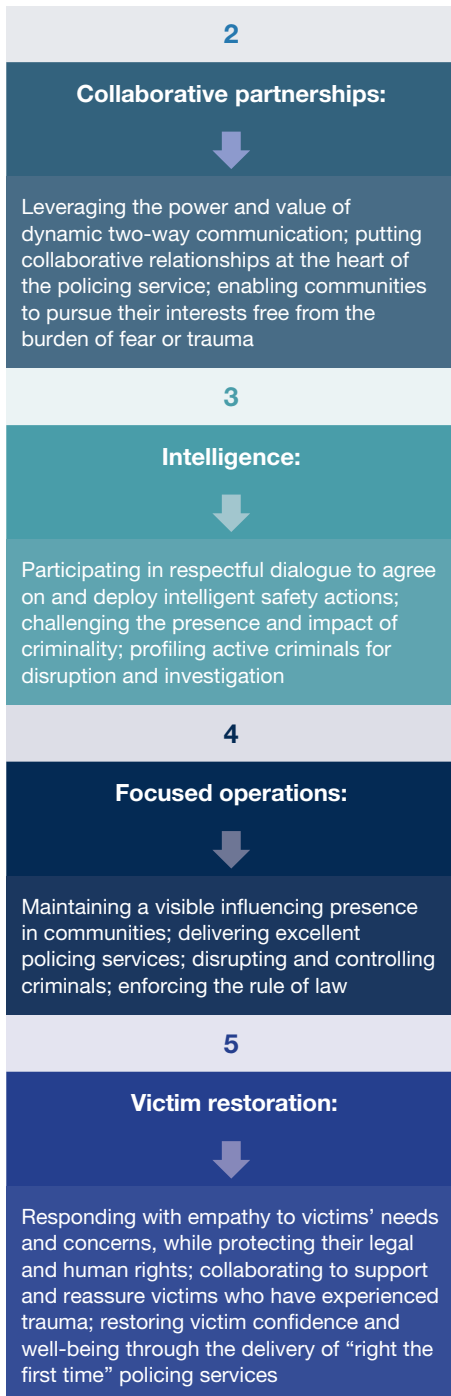 2
Collaborative partnerships:
Leveraging the power and value of
dynamic two-way communication; putting
collaborative relationships at the heart of
the policing service; enabling communities
to pursue their interests free from the
burden of fear or trauma
3
Intelligence:
Participating in respectful dialogue to agree
on and deploy intelligent safety actions;
challenging the presence and impact of
criminality; profiling active criminals for
disruption and investigation
4
Focused operations:
Maintaining a visible influencing presence
in communities; delivering excellent
policing services; disrupting and controlling
criminals; enforcing the rule of law
5
Victim restoration:
Responding with empathy to victims’ needs
and concerns, while protecting their legal
and human rights; collaborating to support
and reassure victims who have experienced
trauma; restoring victim confidence and
well-being through the delivery of “right the
first time” policing services